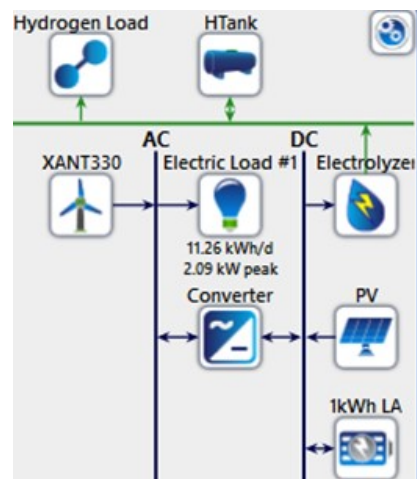 Hydrogen Load HTank
AC DC
XANT330 Electric Load #1 Electrolyzer
11.26 kWh/d
2.09 kW peak
Converter PV
1kWh LA